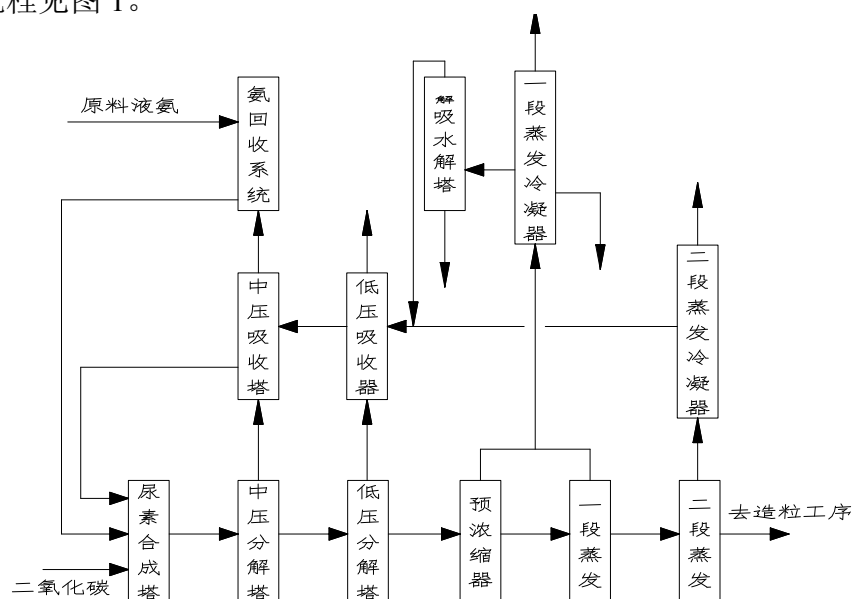 程见图 1。
原料液氨
氨回收系统
解吸水解塔
一段蒸发冷凝器
中压吸收塔
低压吸收器
二段蒸发冷凝器
尿素合成塔
中压分解塔
低压分解塔
预浓缩器
一段蒸发
二段蒸发
去造粒工序
二氧化碳